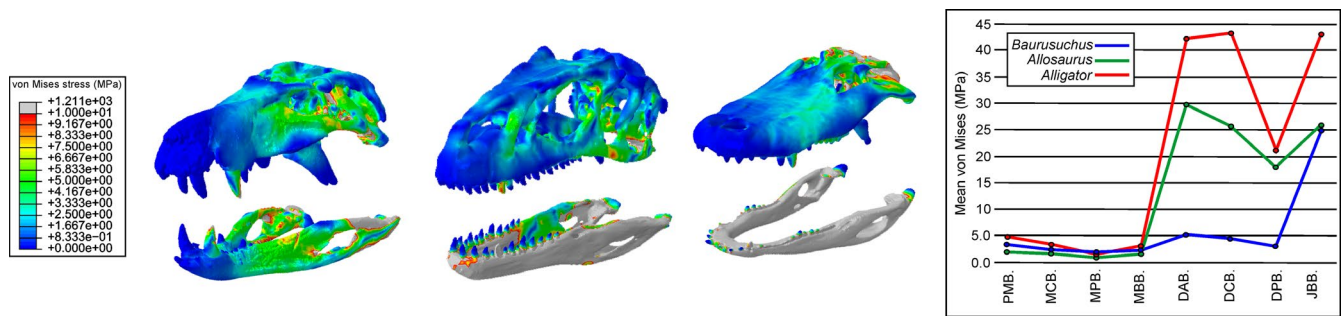 von Mises stress (MPa)
+1.211e+03
+1.000e+01
+9.167e+00
+8.333e+00
+7.500e+00
+6.667e+00
+5.833e+00
+5.000e+00
+4.167e+00
+3.333e+00
+2.500e+00
+1.667e+00
+8.333e−01
+0.000e+00
Mean von Mises (MPa)
45
40
35
30
25
20
15
10
5.0
0.0
Baurusuchus
Allosaurus
Alligator
PMB.
MCB.
MPB.
MBB.
DAB.
DCB.
DPB.
JBB.